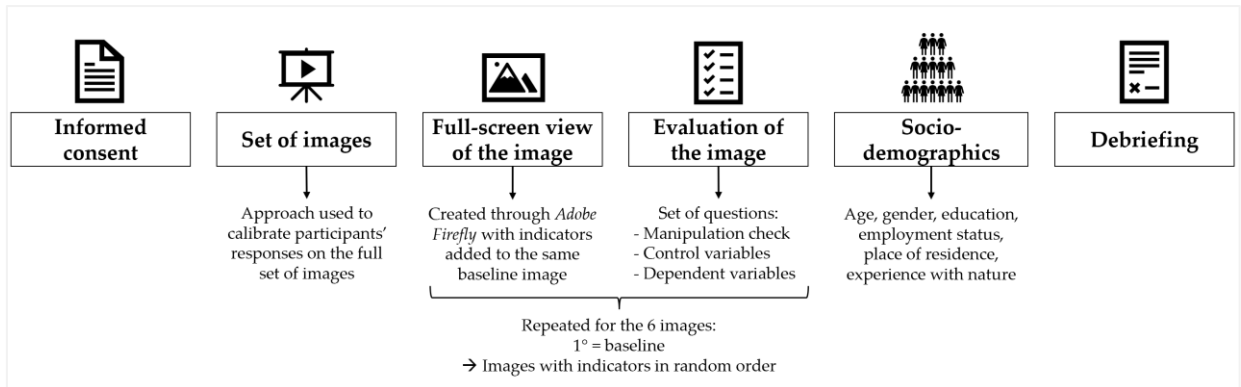 Informed
consent
Set of images
Full-screen view
of the image
Evaluation of
the image
Socio-
demographics
Debriefing
Approach used to
calibrate participants’
responses on the full
set of images
Created through Adobe
Firefly with indicators
added to the same
baseline image
Set of questions:
- Manipulation check
- Control variables
- Dependent variables
Age, gender, education,
employment status,
place of residence,
experience with nature
Repeated for the 6 images:
1° = baseline
→ Images with indicators in random order